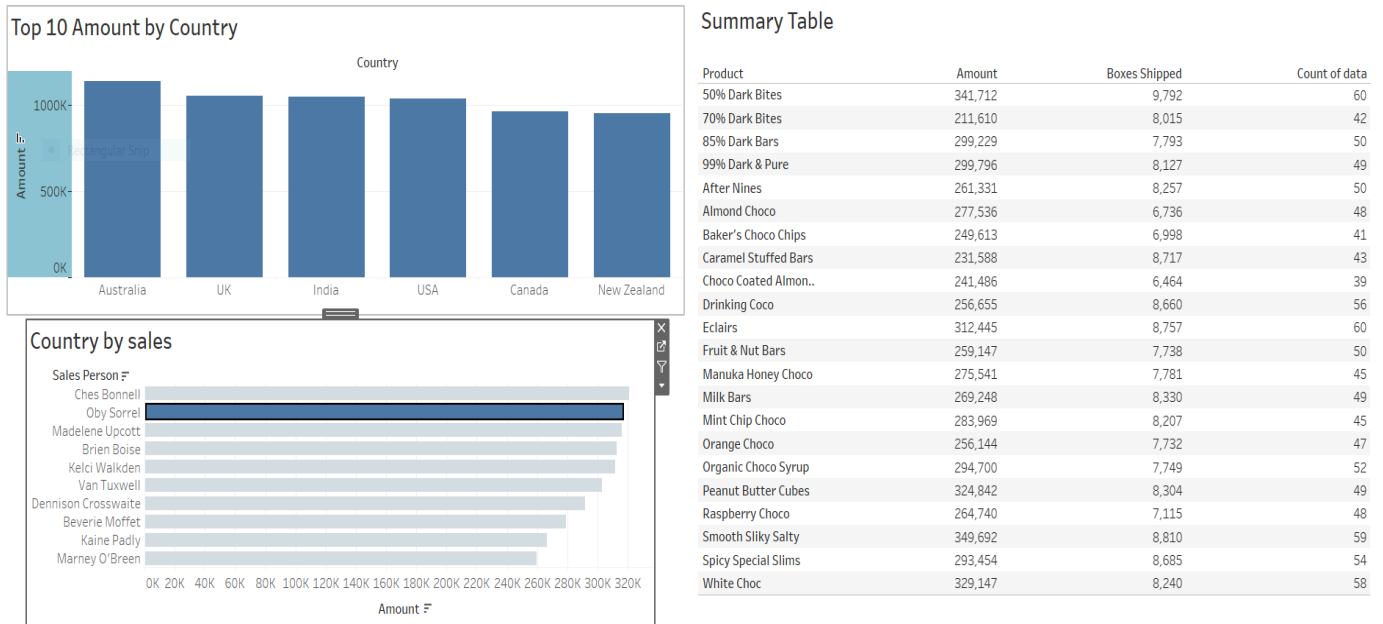 Top 10 Amount by Country
Country
1000K
500K
0K
Amount
Rectangular Snip
Australia UK India USA Canada New Zealand
Country by sales
Sales Person
Ches Bonnell
Oby Sorrel
Madelene Upcott
Brien Boise
Kelci Walkden
Van Tuxwell
Dennison Crosswaite
Beverie Moffet
Kaine Padly
Marney O'Breen
0K 20K 40K 60K 80K 100K 120K 140K 160K 180K 200K 220K 240K 260K 280K 300K 320K
Amount
Summary Table
Product Amount Boxes Shipped Count of data
50% Dark Bites 341,712 9,792 60
70% Dark Bites 211,610 8,015 42
85% Dark Bars 299,229 7,793 50
99% Dark & Pure 299,796 8,127 49
After Nines 261,331 8,257 50
Almond Choco 277,536 6,736 48
Baker's Choco Chips 249,613 6,998 41
Caramel Stuffed Bars 231,588 8,717 43
Choco Coated Almon.. 241,486 6,464 39
Drinking Coco 256,655 8,660 56
Eclairs 312,445 8,757 60
Fruit & Nut Bars 259,147 7,738 50
Manuka Honey Choco 275,541 7,781 45
Milk Bars 269,248 8,330 49
Mint Chip Choco 283,969 8,207 45
Orange Choco 256,144 7,732 47
Organic Choco Syrup 294,700 7,749 52
Peanut Butter Cubes 324,842 8,304 49
Raspberry Choco 264,740 7,115 48
Smooth Sliky Salty 349,692 8,810 59
Spicy Special Slims 293,454 8,685 54
White Choc 329,147 8,240 58